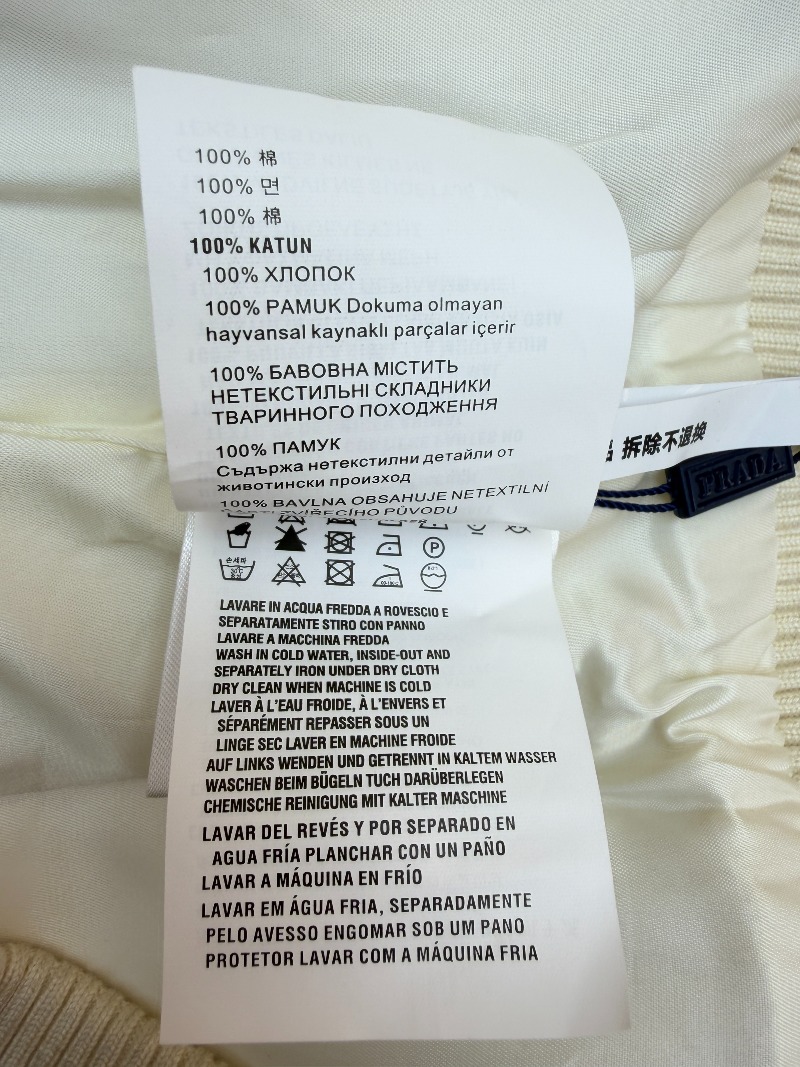 100% 棉
100% 면
100% 棉
100% KATUN
100% ХЛОПОК
100% PAMUK Dokuma olmayan
hayvansal kaynaklı parçalar içerir
100% БАВОВНА МІСТИТЬ
НЕТЕКСТИЛЬНІ СКЛАДНИКИ
ТВАРИННОГО ПОХОДЖЕННЯ
100% ПАМУК
Съдържа нетекстилни детайли от
животински произход
100% BAVLNA OBSAHUJE NETEXTILNÍ
ZVÍŘECÍHO PŮVODU
拆除不退换
PRADA
P
손세탁
30℃
LAVARE IN ACQUA FREDDA A ROVESCIO E
SEPARATAMENTE STIRO CON PANNO
LAVARE A MACCHINA FREDDA
WASH IN COLD WATER, INSIDE-OUT AND
SEPARATELY IRON UNDER DRY CLOTH
DRY CLEAN WHEN MACHINE IS COLD
LAVER À L'EAU FROIDE, À L'ENVERS ET
SÉPARÉMENT REPASSER SOUS UN
LINGE SEC LAVER EN MACHINE FROIDE
AUF LINKS WENDEN UND GETRENNT IN KALTEM WASSER
WASCHEN BEIM BÜGELN TUCH DARÜBERLEGEN
CHEMISCHE REINIGUNG MIT KALTER MASCHINE
LAVAR DEL REVÉS Y POR SEPARADO EN
AGUA FRÍA PLANCHAR CON UN PAÑO
LAVAR A MÁQUINA EN FRÍO
LAVAR EM ÁGUA FRIA, SEPARADAMENTE
PELO AVESSO ENGOMAR SOB UM PANO
PROTETOR LAVAR COM A MÁQUINA FRIA